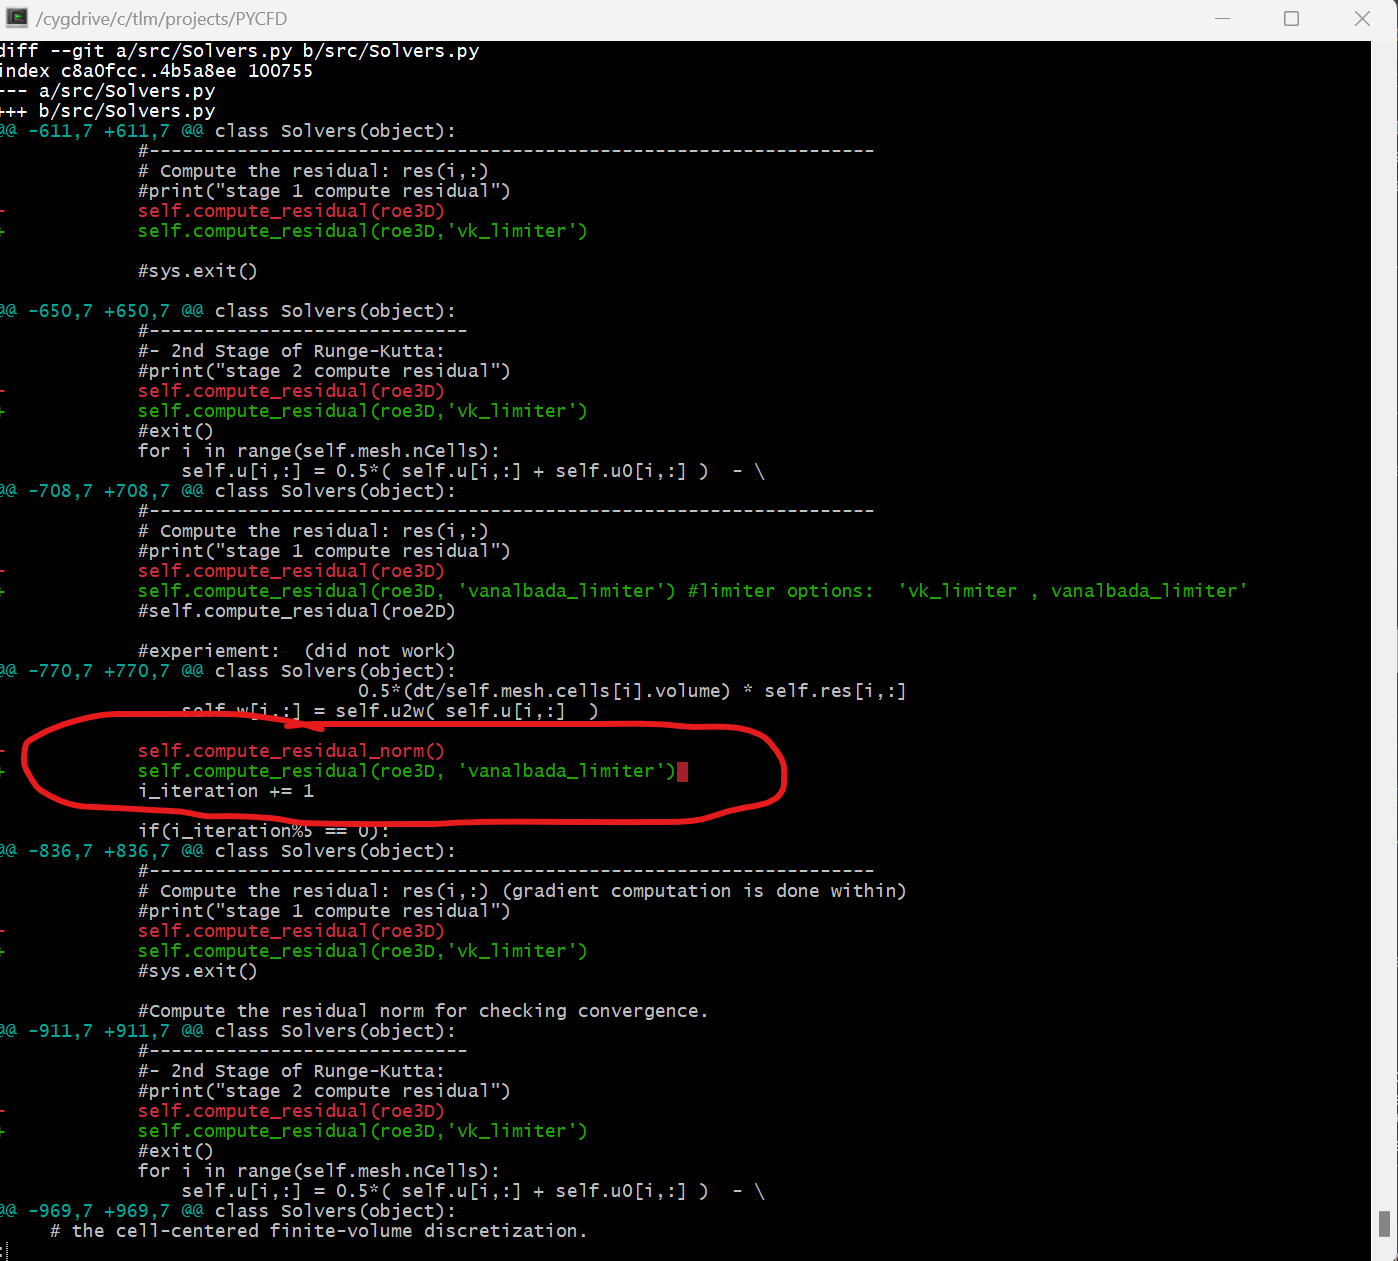 /cygdrive/c/tlm/projects/PYCFD
diff --git a/src/Solvers.py b/src/Solvers.py
index c8a0fcc..4b5a8ee 100755
--- a/src/Solvers.py
+++ b/src/Solvers.py
@@ -611,7 +611,7 @@ class Solvers(object):
#------------------------------------------------------------------
# Compute the residual: res(i,:)
#print("stage 1 compute residual")
- self.compute_residual(roe3D)
+ self.compute_residual(roe3D,'vk_limiter')
#sys.exit()
@@ -650,7 +650,7 @@ class Solvers(object):
#-----------------------------
#- 2nd Stage of Runge-Kutta:
#print("stage 2 compute residual")
- self.compute_residual(roe3D)
+ self.compute_residual(roe3D,'vk_limiter')
#exit()
for i in range(self.mesh.nCells):
self.u[i,:] = 0.5*( self.u[i,:] + self.u0[i,:] )  - \
@@ -708,7 +708,7 @@ class Solvers(object):
#------------------------------------------------------------------
# Compute the residual: res(i,:)
#print("stage 1 compute residual")
- self.compute_residual(roe3D)
+ self.compute_residual(roe3D, 'vanalbada_limiter') #limiter options:  'vk_limiter , vanalbada_limiter'
#self.compute_residual(roe2D)
#experiement:  (did not work)
@@ -770,7 +770,7 @@ class Solvers(object):
0.5*(dt/self.mesh.cells[i].volume) * self.res[i,:]
self.w[i,:] = self.u2w( self.u[i,:]  )
- self.compute_residual_norm()
+ self.compute_residual(roe3D, 'vanalbada_limiter')
i_iteration += 1
if(i_iteration%5 == 0):
@@ -836,7 +836,7 @@ class Solvers(object):
#------------------------------------------------------------------
# Compute the residual: res(i,:) (gradient computation is done within)
#print("stage 1 compute residual")
- self.compute_residual(roe3D)
+ self.compute_residual(roe3D,'vk_limiter')
#sys.exit()
#Compute the residual norm for checking convergence.
@@ -911,7 +911,7 @@ class Solvers(object):
#-----------------------------
#- 2nd Stage of Runge-Kutta:
#print("stage 2 compute residual")
- self.compute_residual(roe3D)
+ self.compute_residual(roe3D,'vk_limiter')
#exit()
for i in range(self.mesh.nCells):
self.u[i,:] = 0.5*( self.u[i,:] + self.u0[i,:] )  - \
@@ -969,7 +969,7 @@ class Solvers(object):
# the cell-centered finite-volume discretization.
: